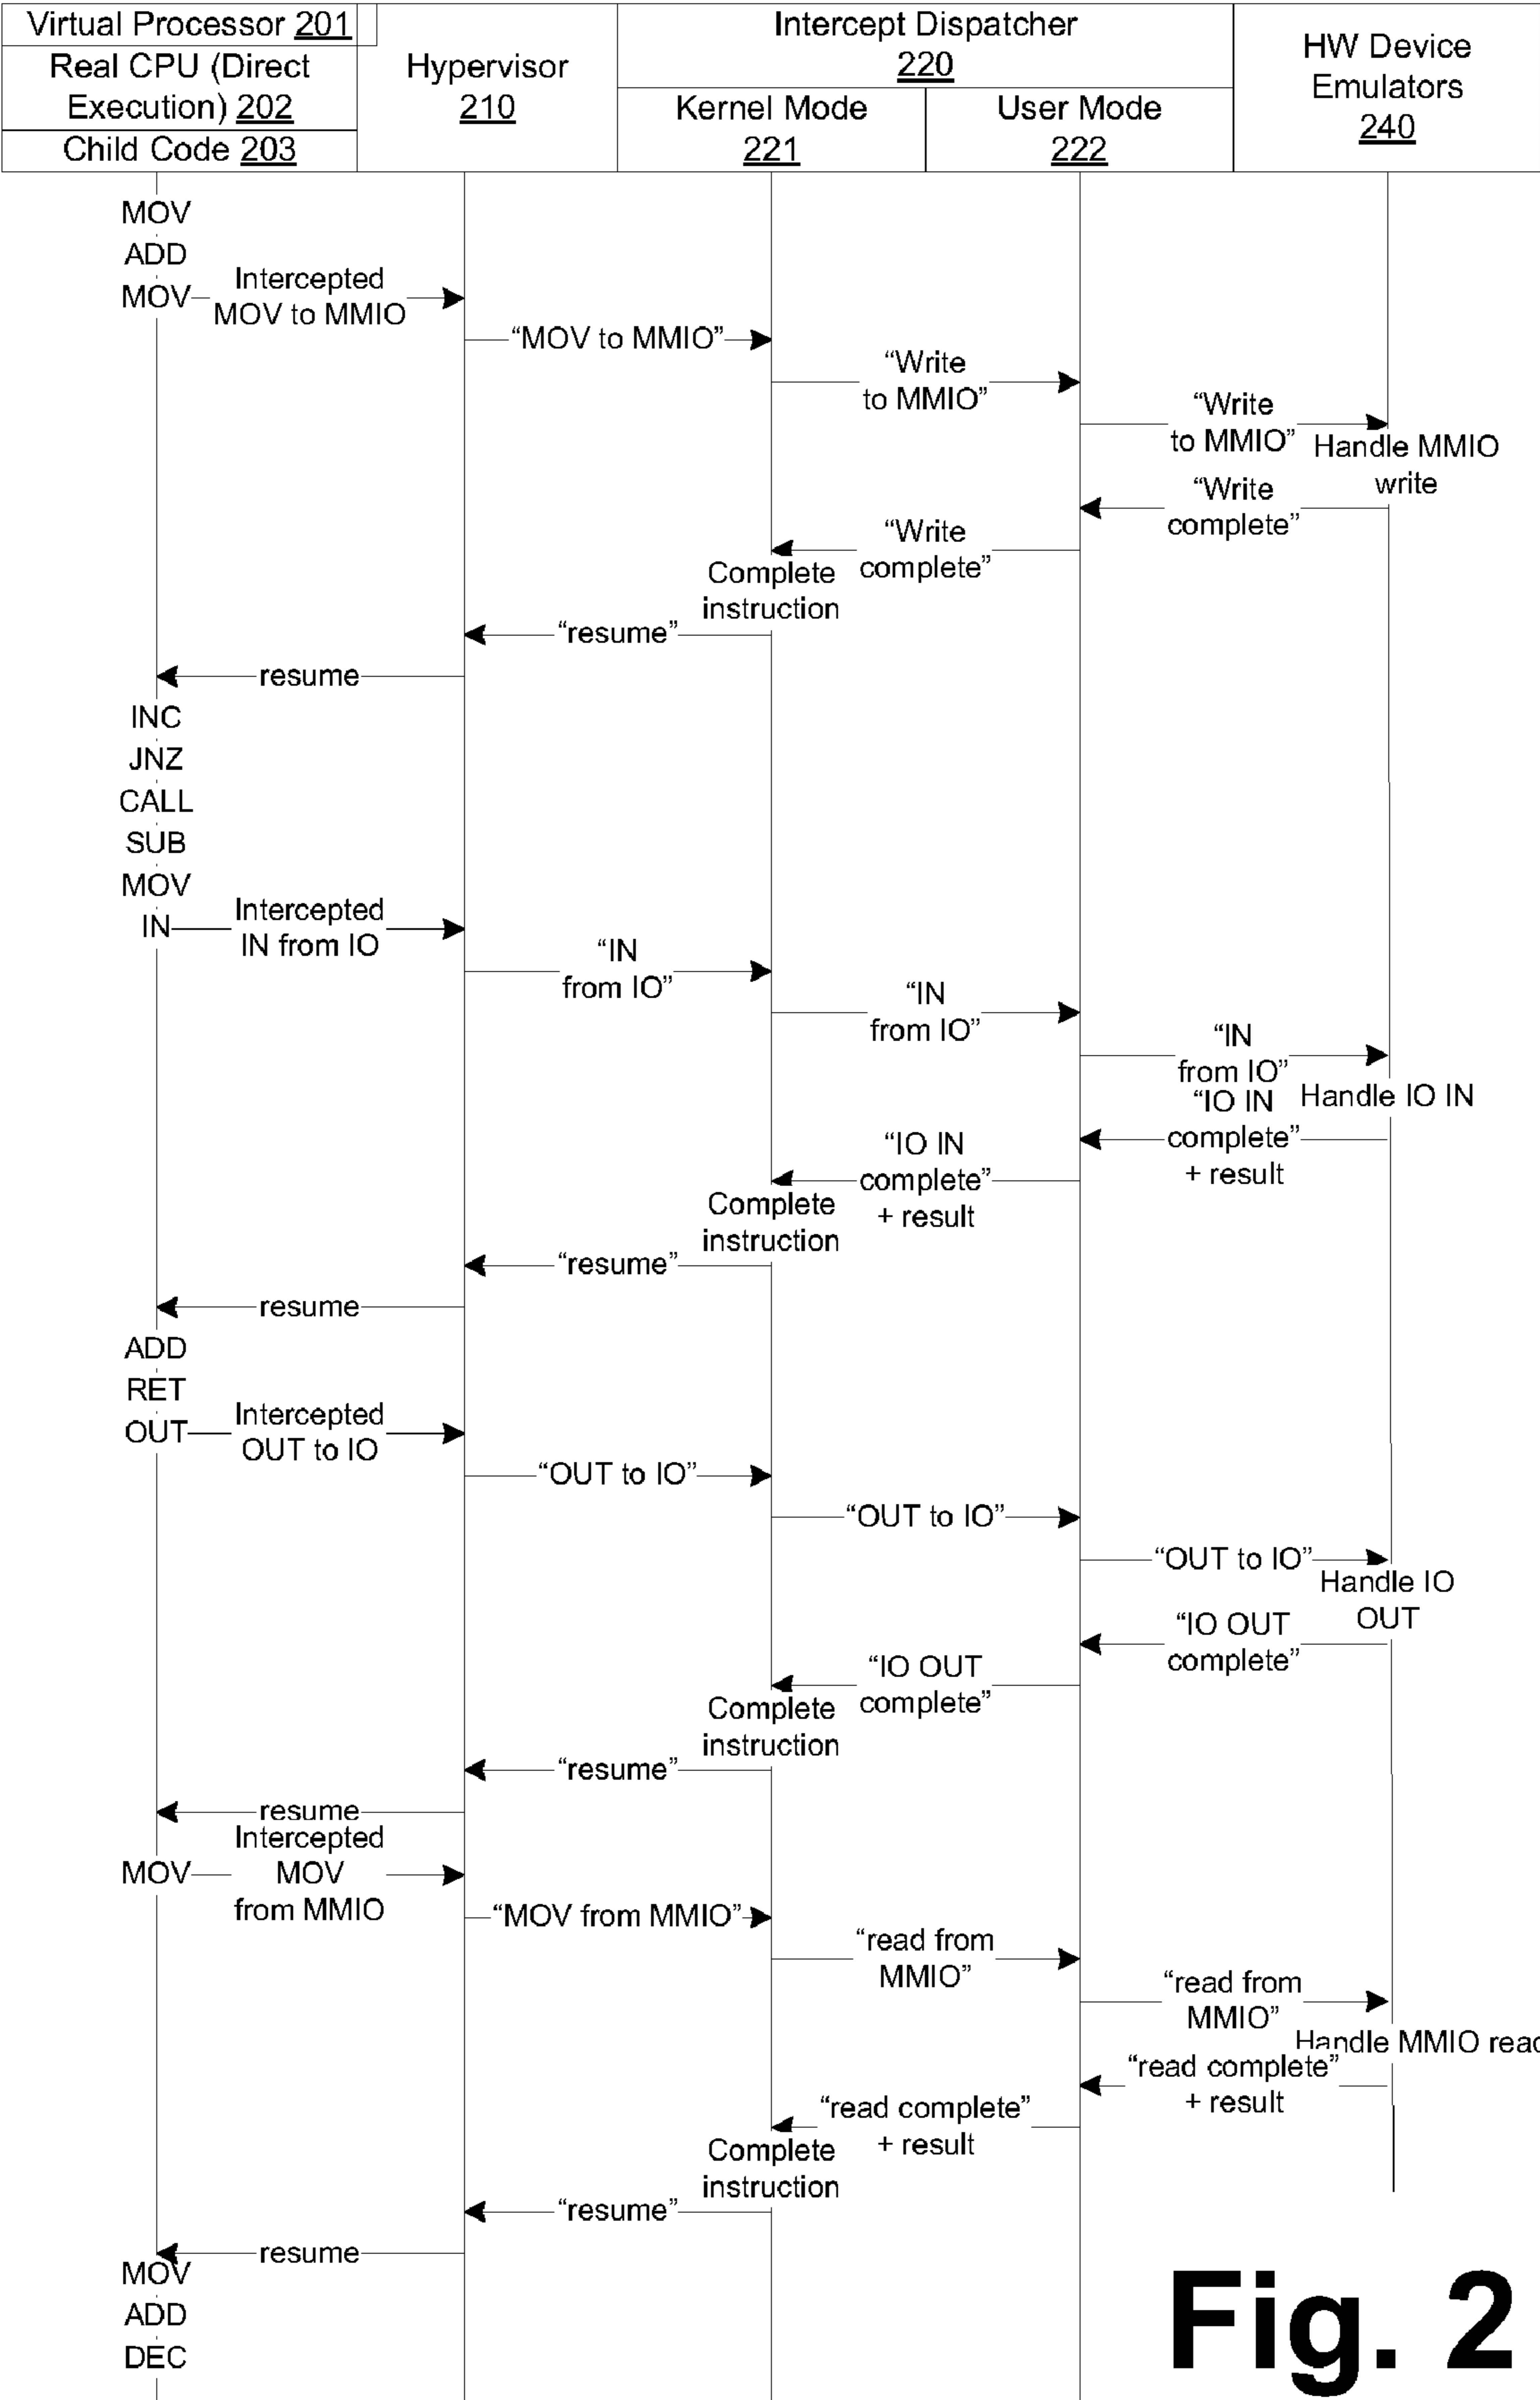 Virtual Processor 201
Real CPU (Direct
Execution) 202
Child Code 203
Hypervisor
210
Intercept Dispatcher
220
Kernel Mode
221
User Mode
222
HW Device
Emulators
240
MOV
ADD
MOV
Intercepted
MOV to MMIO
“MOV to MMIO”
“Write
to MMIO”
“Write
to MMIO”
Handle MMIO
write
“Write
complete”
“Write
complete”
Complete
instruction
“resume”
resume
INC
JNZ
CALL
SUB
MOV
IN
Intercepted
IN from IO
“IN
from IO”
“IN
from IO”
“IN
from IO”
Handle IO IN
“IO IN
complete”
+ result
“IO IN
complete”
+ result
Complete
instruction
“resume”
resume
ADD
RET
OUT
Intercepted
OUT to IO
“OUT to IO”
“OUT to IO”
“OUT to IO”
Handle IO
OUT
“IO OUT
complete”
“IO OUT
complete”
Complete
instruction
“resume”
resume
MOV
Intercepted
MOV
from MMIO
“MOV from MMIO”
“read from
MMIO”
“read from
MMIO”
Handle MMIO read
“read complete”
+ result
“read complete”
+ result
Complete
instruction
“resume”
resume
MOV
ADD
DEC
Fig. 2